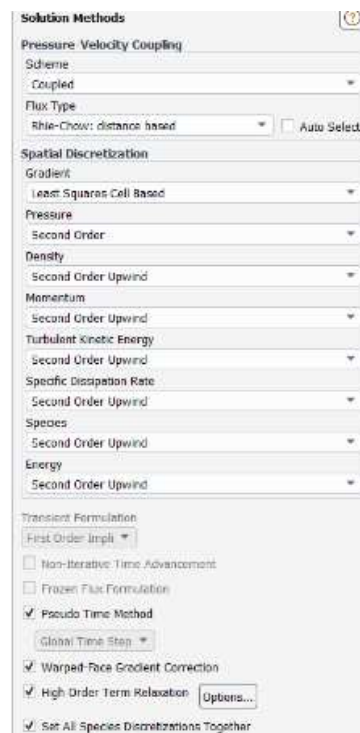 Solution Methods
Pressure-Velocity Coupling
Scheme
Coupled
Flux Type
Rhie-Chow: distance based
Auto Select
Spatial Discretization
Gradient
Least Squares Cell Based
Pressure
Second Order
Density
Second Order Upwind
Momentum
Second Order Upwind
Turbulent Kinetic Energy
Second Order Upwind
Specific Dissipation Rate
Second Order Upwind
Species
Second Order Upwind
Energy
Second Order Upwind
Transient Formulation
First Order Impli
Non-Iterative Time Advancement
Frozen Flux Formulation
Pseudo Time Method
Global Time Step
Warped-Face Gradient Correction
High Order Term Relaxation Options...
Set All Species Discretizations Together